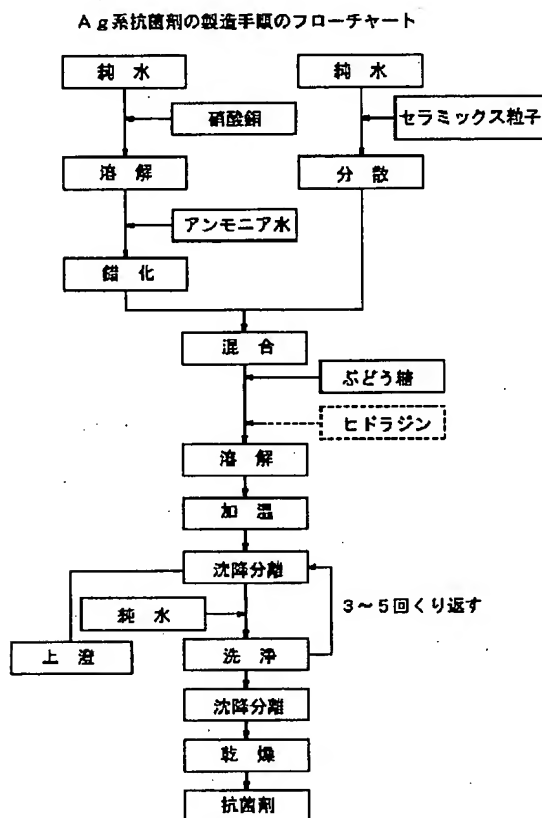 Ag系抗菌剤の製造手順のフローチャート
純水
純水
硝酸銀
セラミックス粒子
溶解
分散
アンモニア水
錯化
混合
ぶどう糖
ヒドラジン
溶解
加温
沈降分離
3～5回くり返す
純水
上澄
洗浄
沈降分離
乾燥
抗菌剤